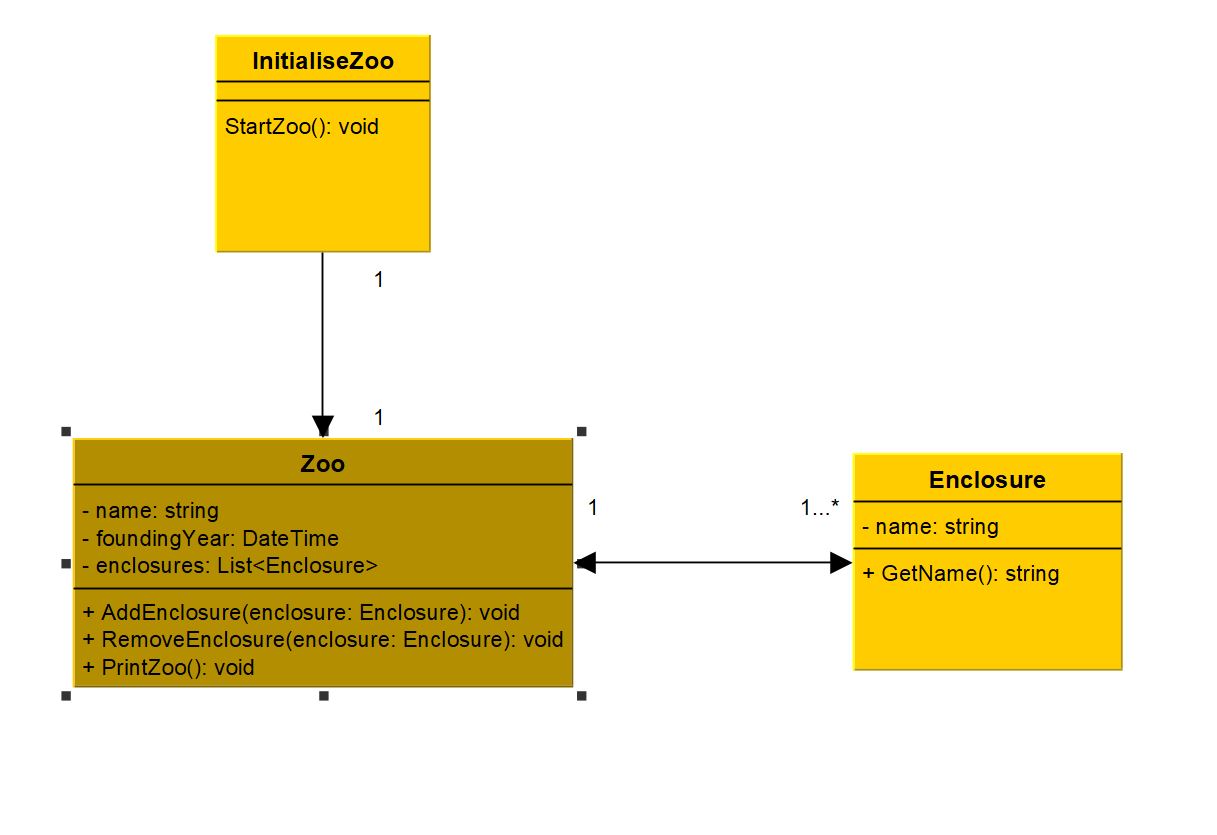 InitialiseZoo
StartZoo(): void
1
1
Zoo
- name: string
- foundingYear: DateTime
- enclosures: List<Enclosure>
+ AddEnclosure(enclosure: Enclosure): void
+ RemoveEnclosure(enclosure: Enclosure): void
+ PrintZoo(): void
1
1...*
Enclosure
- name: string
+ GetName(): string